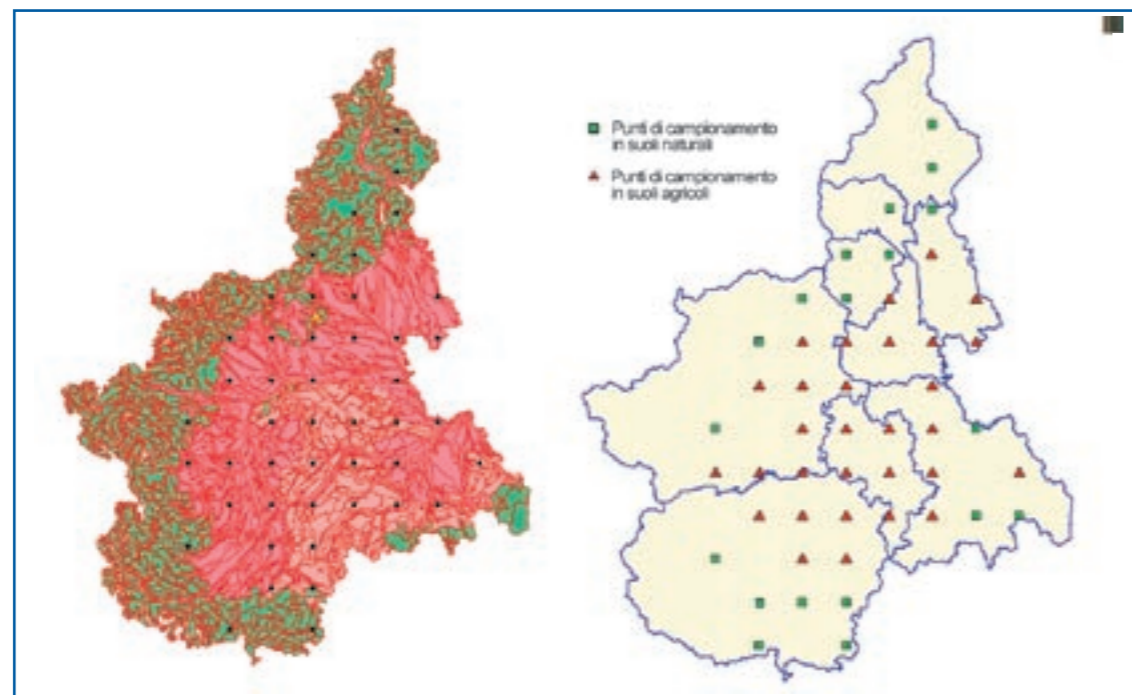 Punti di campionamento
in suoli naturali
Punti di campionamento
in suoli agricoli